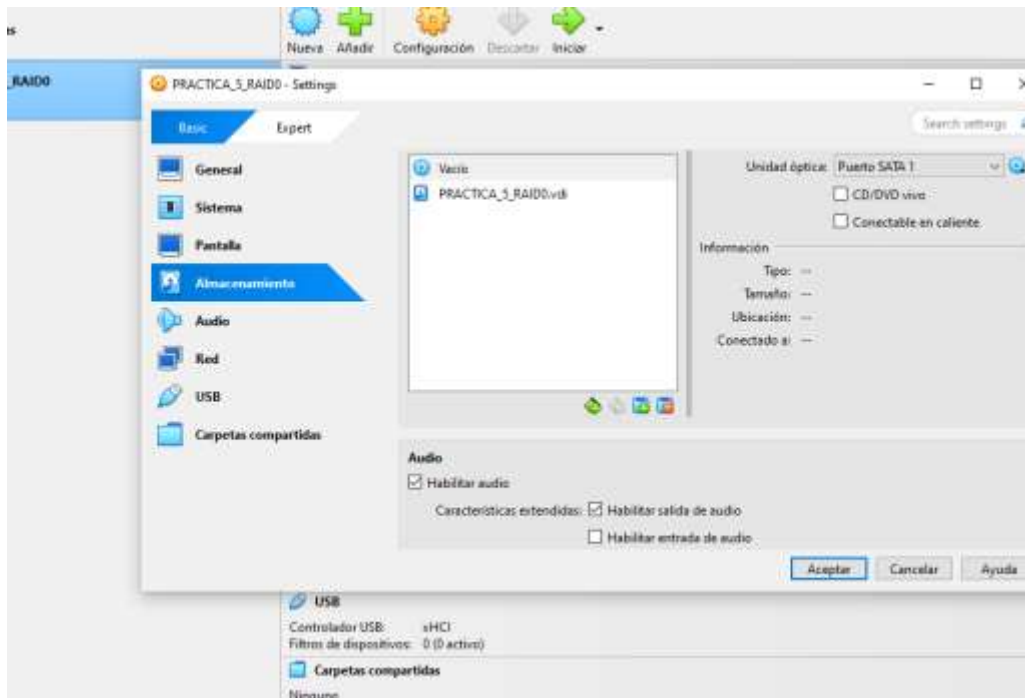 as
_RAID0
Nueva Añadir Configuración Descartar Iniciar
PRACTICA_5_RAID0 - Settings
Basic Expert
Search settings
General
Sistema
Pantalla
Almacenamiento
Audio
Red
USB
Carpetas compartidas
Vacío
PRACTICA_5_RAID0.vdi
Unidad óptica: Puerto SATA 1
CD/DVD vivo
Conectable en caliente
Información
Tipo: --
Tamaño: --
Ubicación: --
Conectado a: --
Audio
Habilitar audio
Características extendidas: Habilitar salida de audio
Habilitar entrada de audio
Aceptar Cancelar Ayuda
USB
Controlador USB: xHCI
Filtros de dispositivos: 0 (0 activo)
Carpetas compartidas
Ninguno